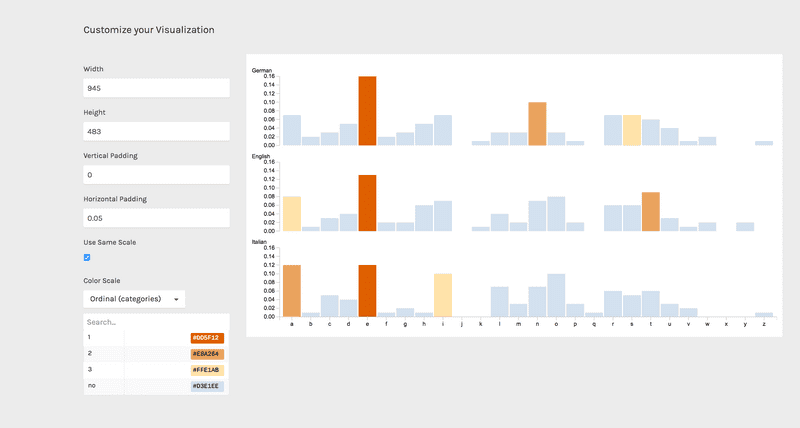 Customize your Visualization
Width
945
Height
483
Vertical Padding
0
Horizontal Padding
0.05
Use Same Scale
Color Scale
Ordinal (categories)
Search...
1 #DD5F12
2 #E8A264
3 #FFE1AB
no #D3E1EE
German
0.16
0.14
0.12
0.10
0.08
0.06
0.04
0.02
0.00
English
0.16
0.14
0.12
0.10
0.08
0.06
0.04
0.02
0.00
Italian
0.16
0.14
0.12
0.10
0.08
0.06
0.04
0.02
0.00
a b c d e f g h i j k l m n o p q r s t u v w x y z